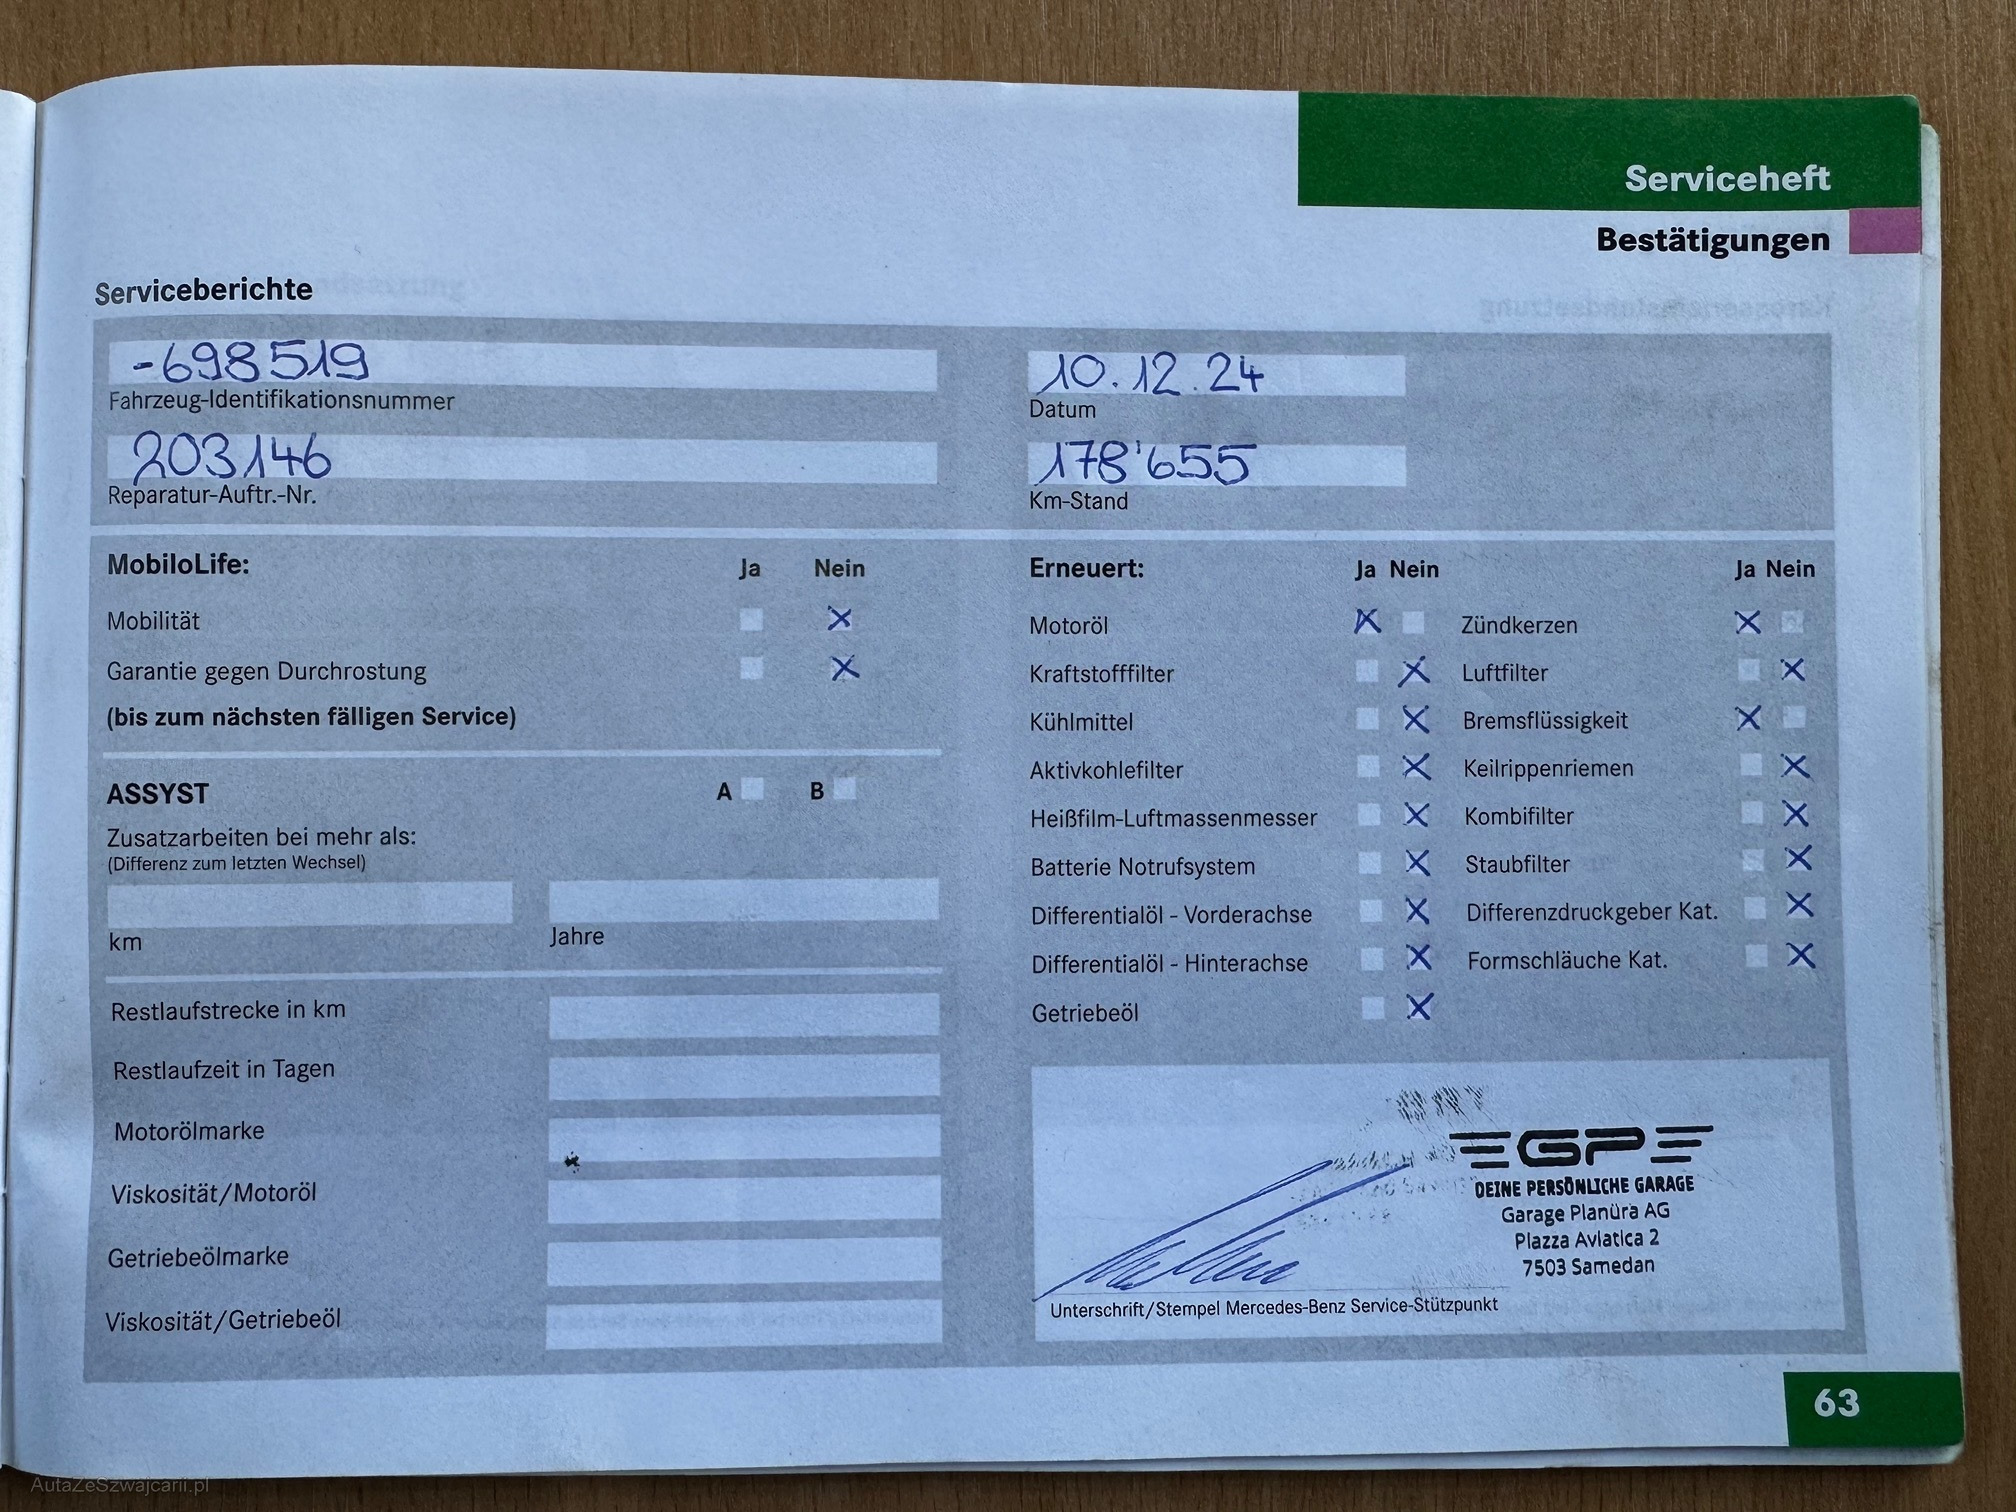 Serviceheft
Bestätigungen
Serviceberichte
-698519
Fahrzeug-Identifikationsnummer
10.12.24
Datum
203146
Reparatur-Auftr.-Nr.
178'655
Km-Stand
MobiloLife: Ja Nein
Mobilität
Garantie gegen Durchrostung
(bis zum nächsten fälligen Service)
ASSYST A B
Zusatzarbeiten bei mehr als:
(Differenz zum letzten Wechsel)
km Jahre
Restlaufstrecke in km
Restlaufzeit in Tagen
Motorölmarke
Viskosität/Motoröl
Getriebeölmarke
Viskosität/Getriebeöl
Erneuert: Ja Nein Ja Nein
Motoröl Zündkerzen
Kraftstofffilter Luftfilter
Kühlmittel Bremsflüssigkeit
Aktivkohlefilter Keilrippenriemen
Heißfilm-Luftmassenmesser Kombifilter
Batterie Notrufsystem Staubfilter
Differentialöl - Vorderachse Differenzdruckgeber Kat.
Differentialöl - Hinterachse Formschläuche Kat.
Getriebeöl
GP
DEINE PERSÖNLICHE GARAGE
Garage Planüra AG
Plazza Aviatica 2
7503 Samedan
Unterschrift/Stempel Mercedes-Benz Service-Stützpunkt
63
AutaZeSzwajcarii.pl